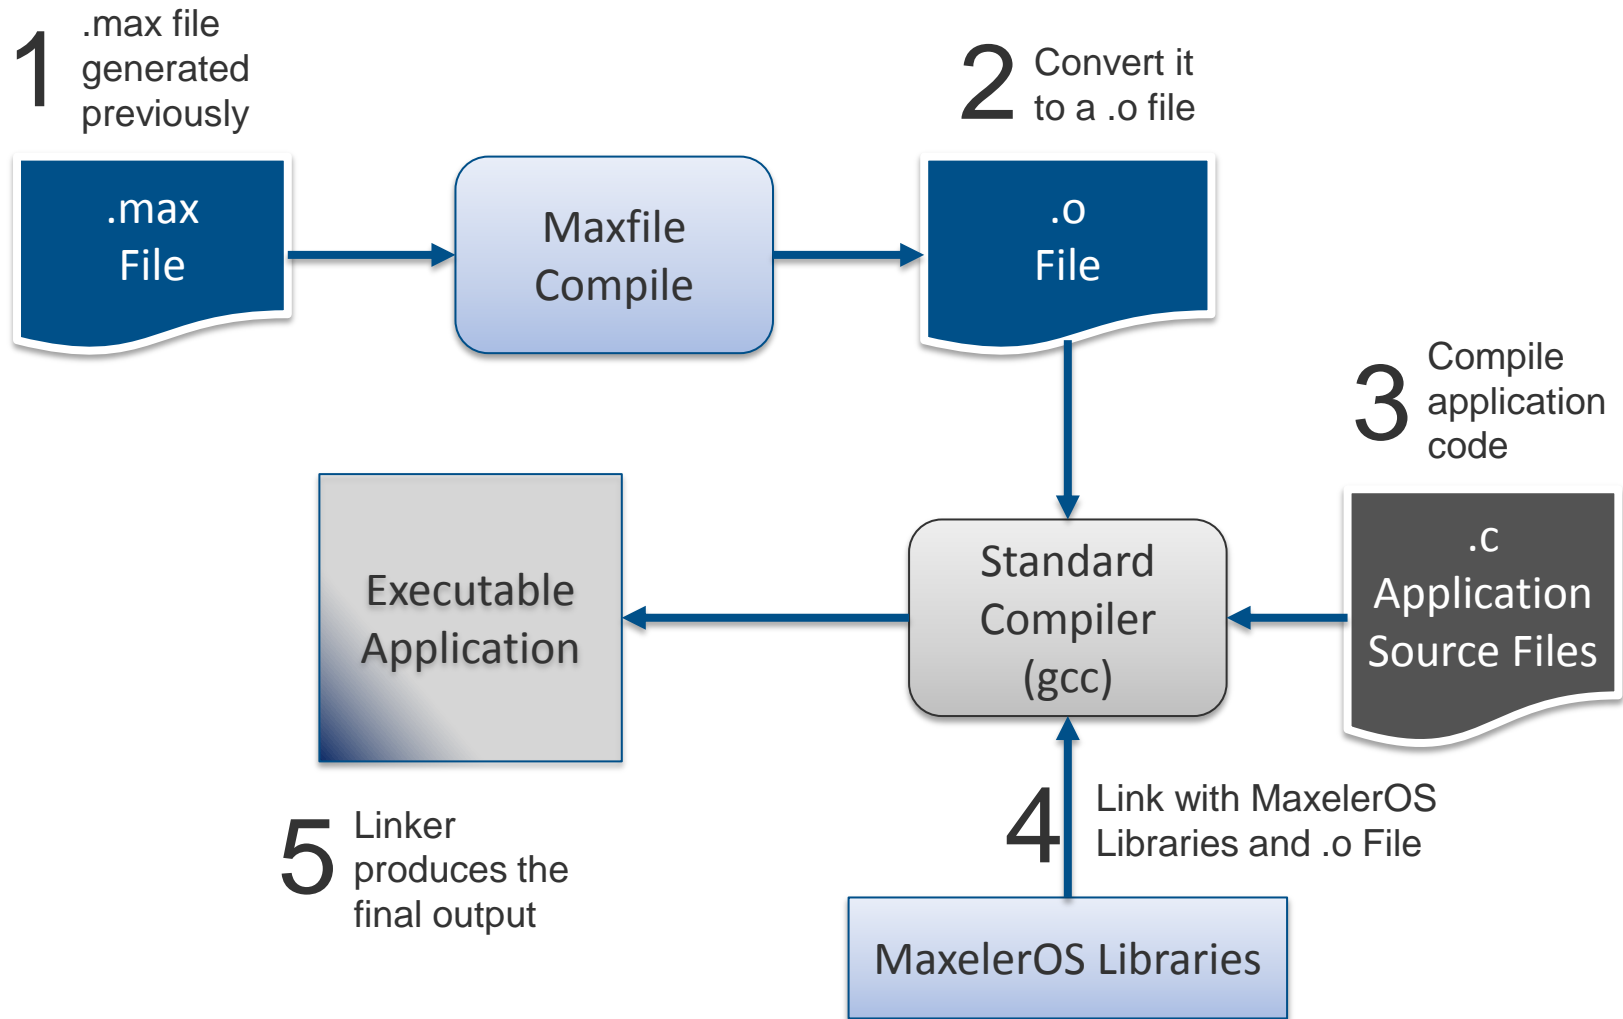 1
.max file
generated
previously
2
Convert it
to a .o file
.max
File
Maxfile
Compile
.o
File
3
Compile
application
code
.c
Application
Source Files
Standard
Compiler
(gcc)
Executable
Application
4
Link with MaxelerOS
Libraries and .o File
5
Linker
produces the
final output
MaxelerOS Libraries